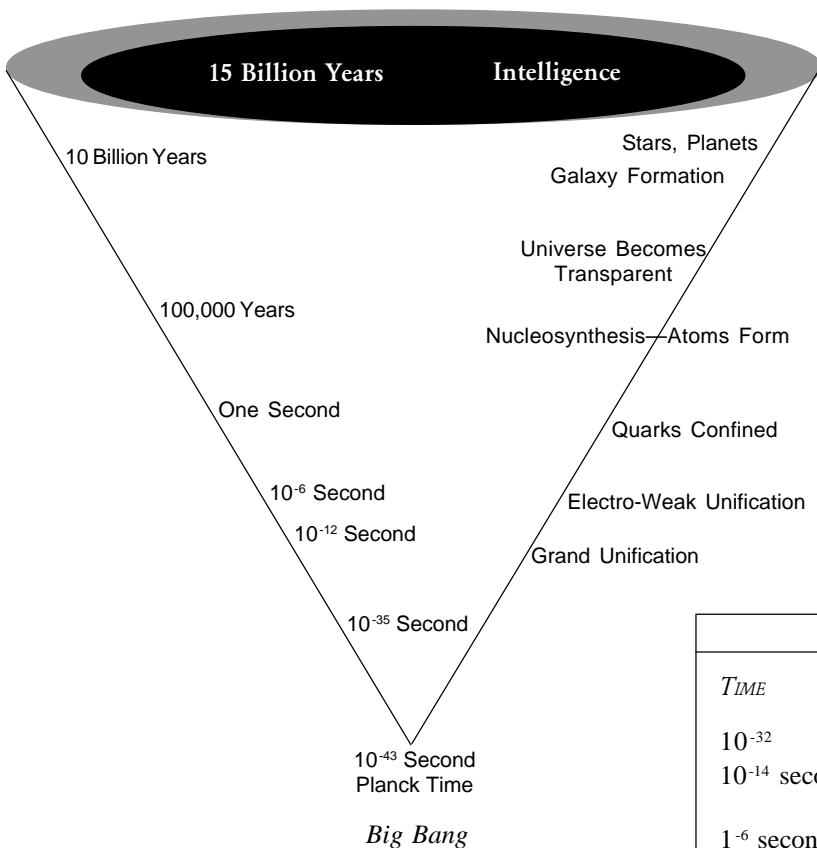 15 Billion Years Intelligence
Stars, Planets
10 Billion Years
Galaxy Formation
Universe Becomes
Transparent
100,000 Years
Nucleosynthesis—Atoms Form
One Second
Quarks Confined
10⁻⁶ Second
Electro-Weak Unification
10⁻¹² Second
Grand Unification
10⁻³⁵ Second
10⁻⁴³ Second
Planck Time
Big Bang
TIME
10⁻³²
10⁻¹⁴ seco
1⁻⁶ secon